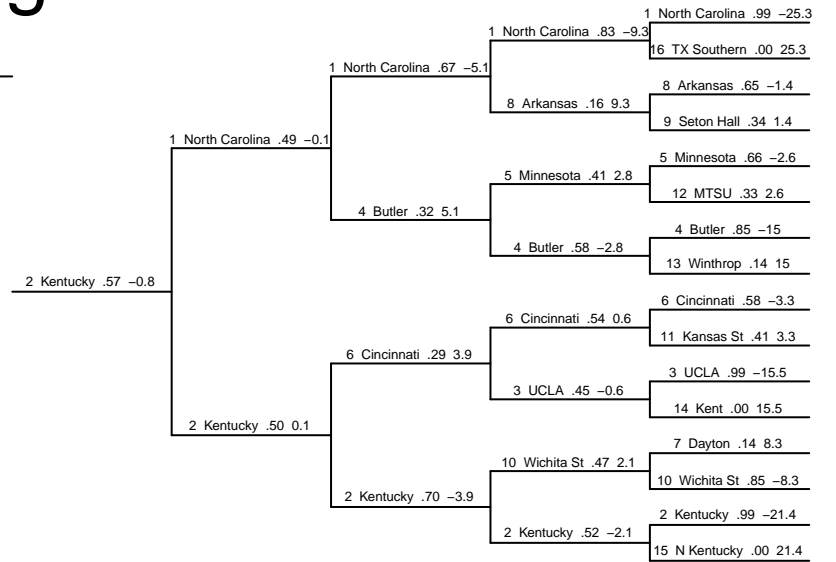 1 North Carolina .99 −25.3
1 North Carolina .83 −9.3
16 TX Southern .00 25.3
1 North Carolina .67 −5.1
8 Arkansas .65 −1.4
8 Arkansas .16 9.3
9 Seton Hall .34 1.4
1 North Carolina .49 −0.1
5 Minnesota .66 −2.6
5 Minnesota .41 2.8
12 MTSU .33 2.6
4 Butler .32 5.1
4 Butler .85 −15
4 Butler .58 −2.8
13 Winthrop .14 15
2 Kentucky .57 −0.8
6 Cincinnati .58 −3.3
6 Cincinnati .54 0.6
11 Kansas St .41 3.3
6 Cincinnati .29 3.9
3 UCLA .99 −15.5
3 UCLA .45 −0.6
14 Kent .00 15.5
2 Kentucky .50 0.1
7 Dayton .14 8.3
10 Wichita St .47 2.1
10 Wichita St .85 −8.3
2 Kentucky .70 −3.9
2 Kentucky .99 −21.4
2 Kentucky .52 −2.1
15 N Kentucky .00 21.4